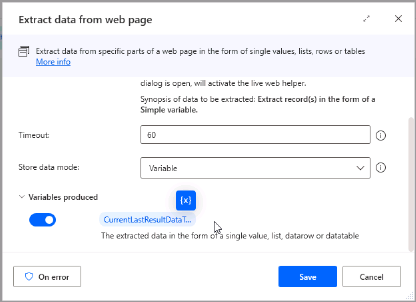 Extract data from web page
Extract data from specific parts of a web page in the form of single values, lists, rows or tables
More info
dialog is open, will activate the live web helper.
Synopsis of data to be extracted: Extract record(s) in the form of a
Simple variable.
Timeout:
60
Store data mode:
Variable
Variables produced
{x}
CurrentLastResultDataT...
The extracted data in the form of a single value, list, datarow or datatable
On error
Save
Cancel